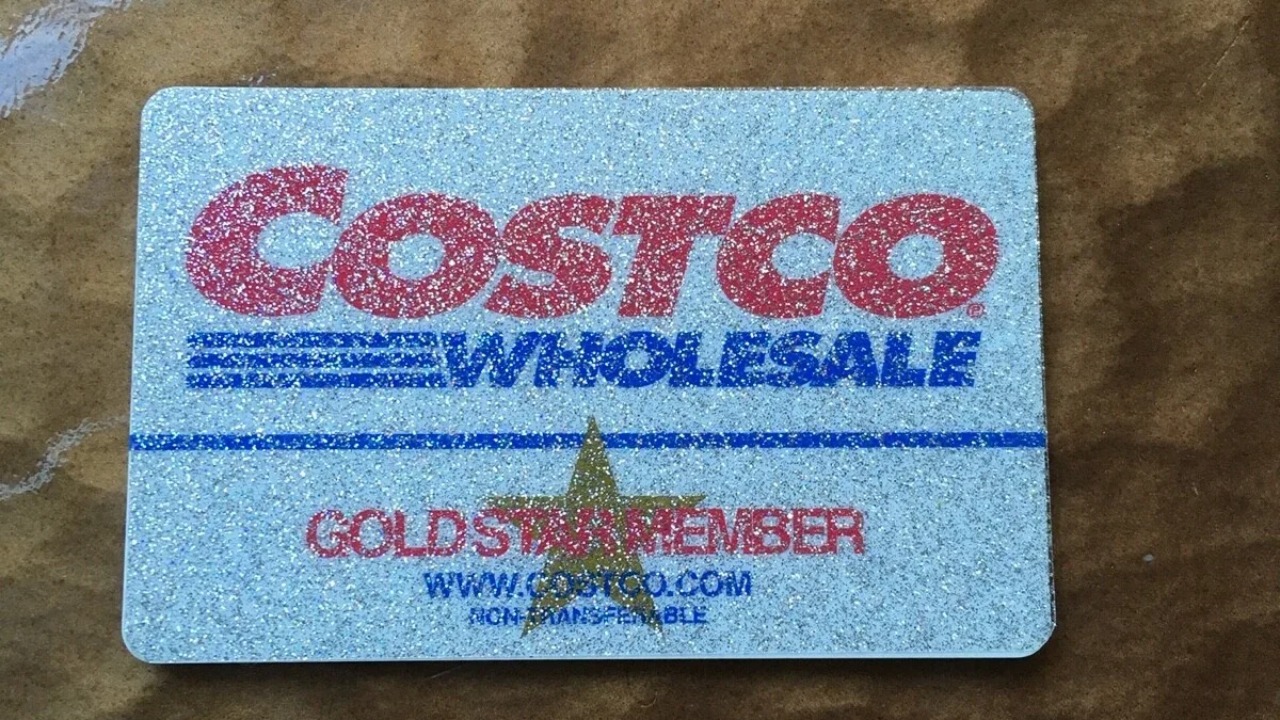 COSTCO®
WHOLESALE
GOLD STAR MEMBER
WWW.COSTCO.COM
NON-TRANSFERABLE